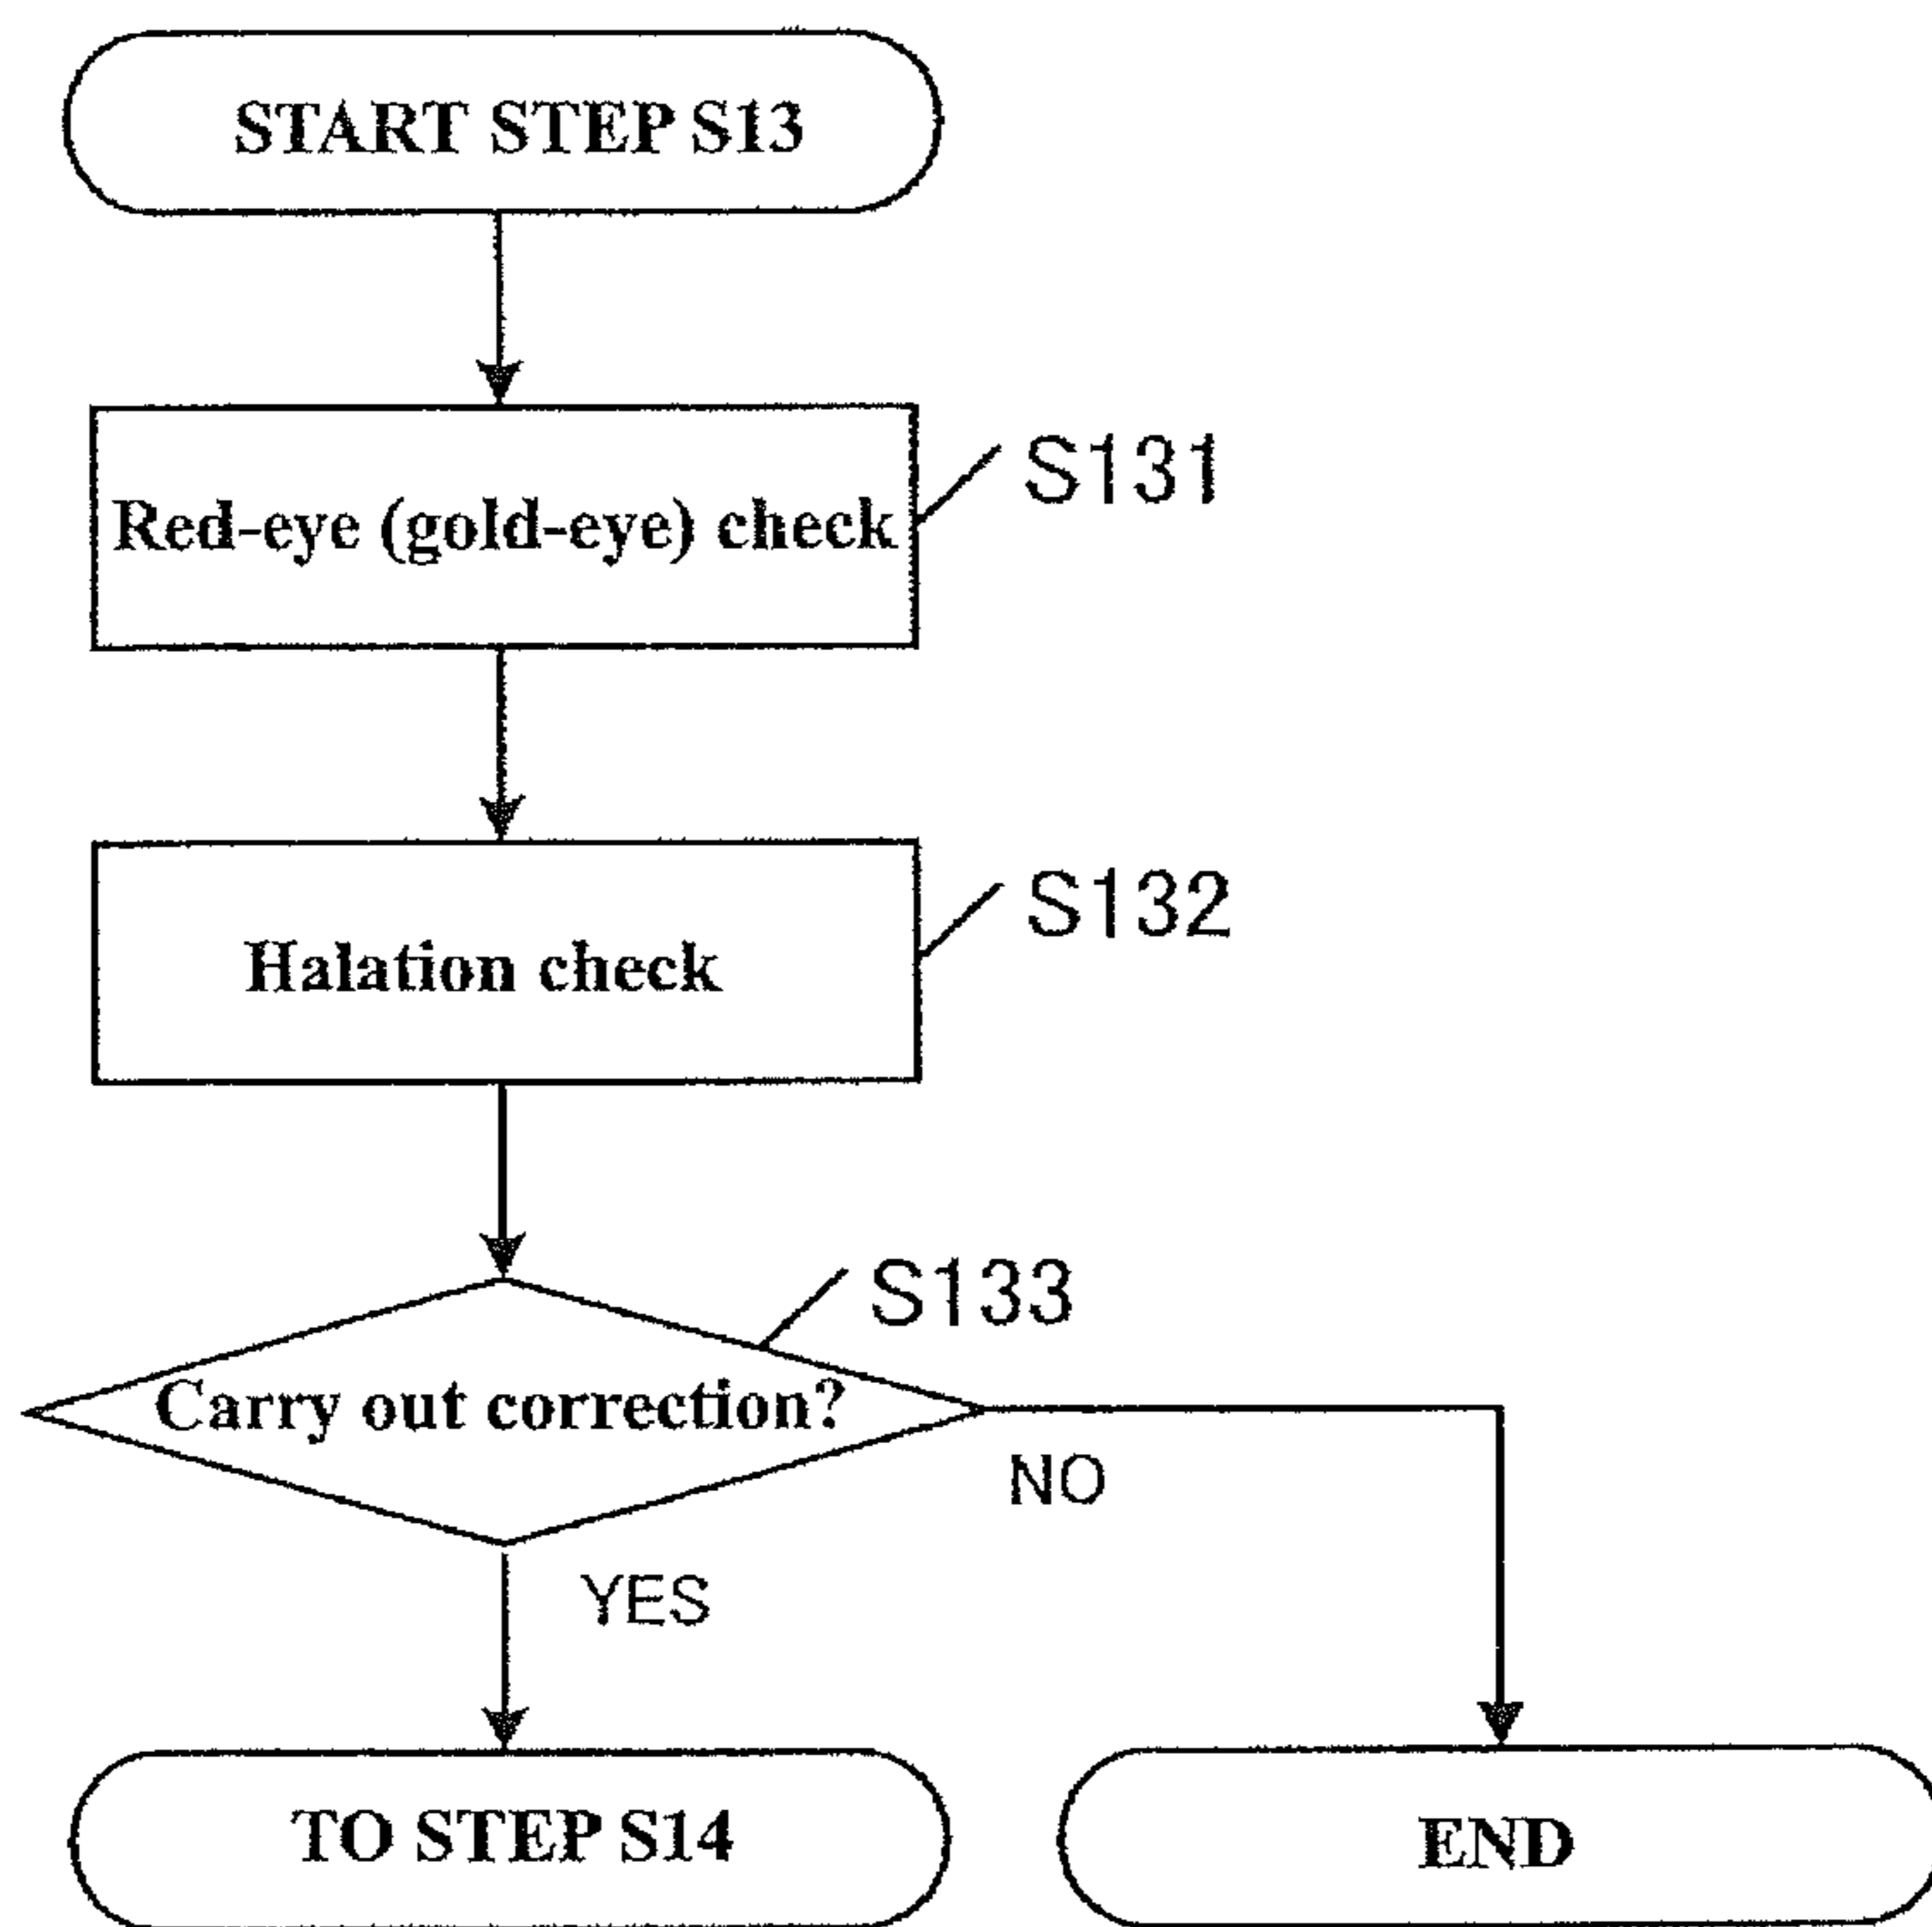 START STEP S13
Red-eye (gold-eye) check
S131
Halation check
S132
S133
Carry out correction?
NO
YES
TO STEP S14
END